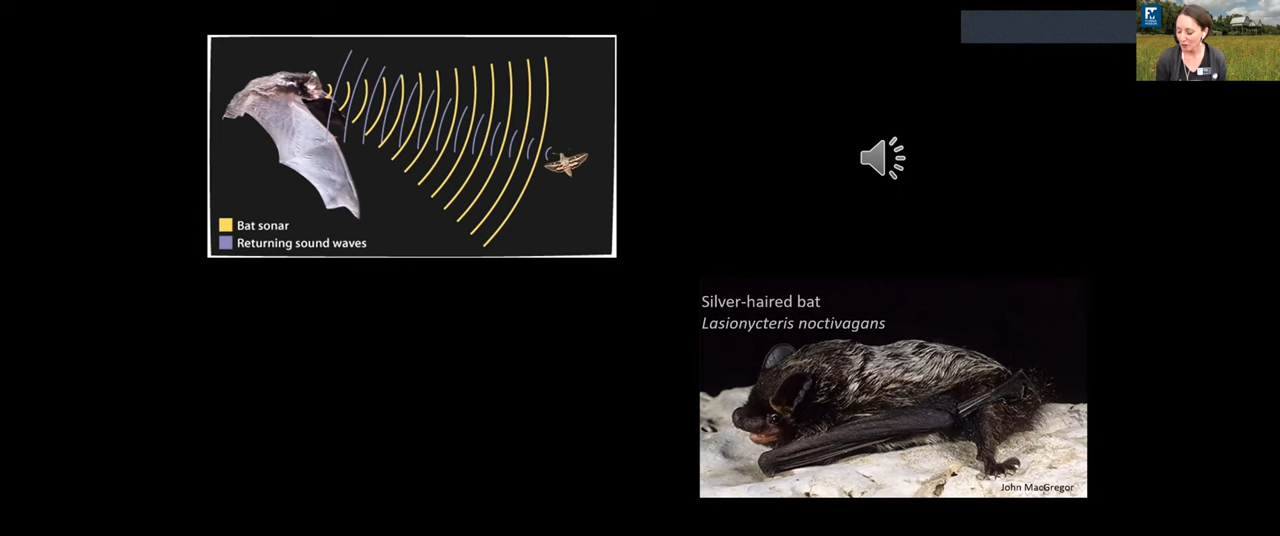 Bat sonar
Returning sound waves
Silver-haired bat
Lasionycteris noctivagans
John MacGregor